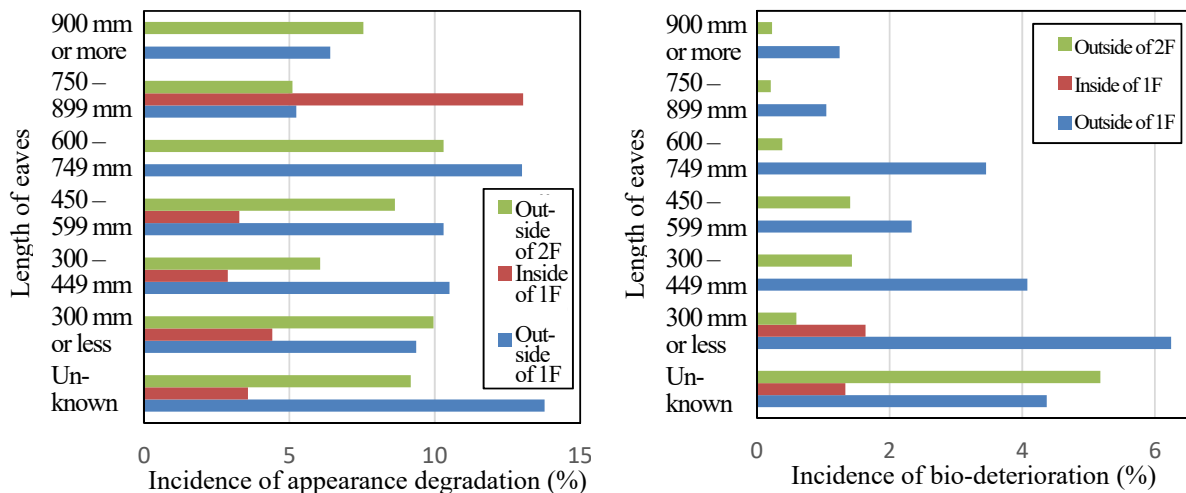 900 mm
or more
750 –
899 mm
600 –
749 mm
450 –
599 mm
300 –
449 mm
300 mm
or less
Un-
known
Length of eaves
Out-
side
of 2F
Inside
of 1F
Out-
side
of 1F
0 5 10 15
Incidence of appearance degradation (%)
900 mm
or more
750 –
899 mm
600 –
749 mm
450 –
599 mm
300 –
449 mm
300 mm
or less
Un-
known
Length of eaves
Outside of 2F
Inside of 1F
Outside of 1F
0 2 4 6
Incidence of bio-deterioration (%)